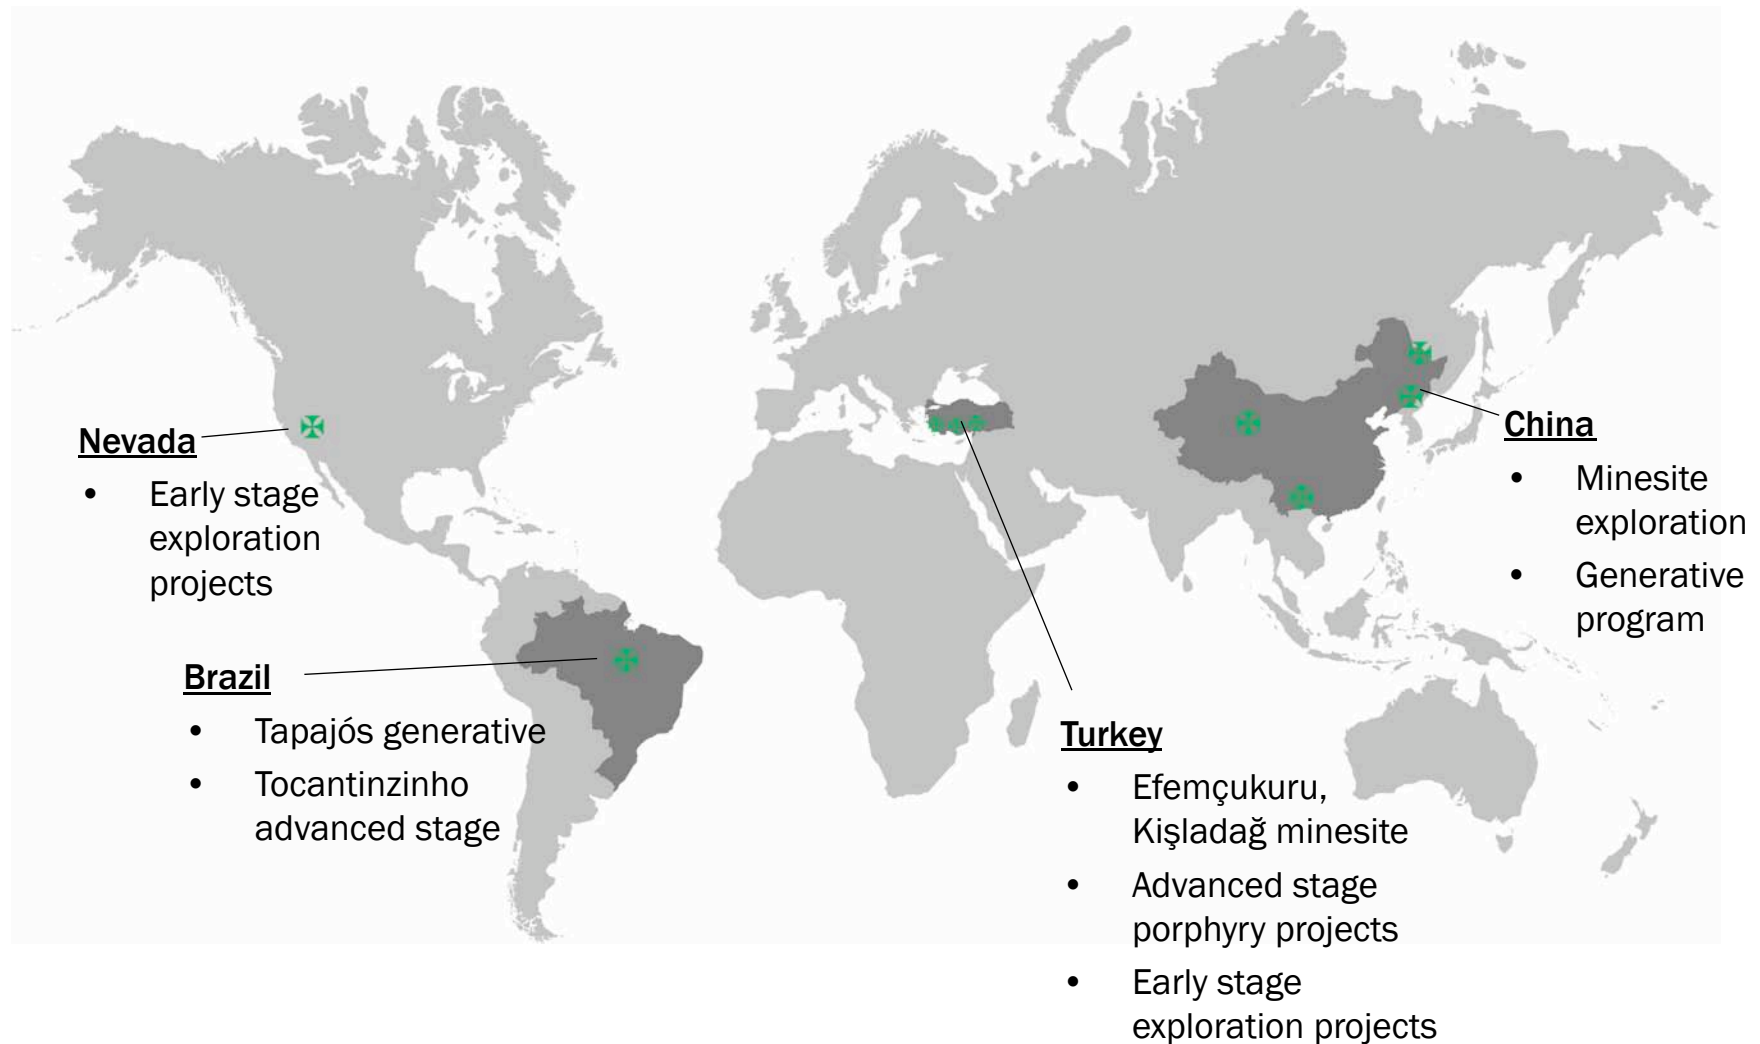 Nevada
• Early stage
exploration
projects
Brazil
• Tapajós generative
• Tocantinzinho
advanced stage
Turkey
• Efemçukuru,
Kişladağ minesite
• Advanced stage
porphyry projects
• Early stage
exploration projects
China
• Minesite
exploration
• Generative
program